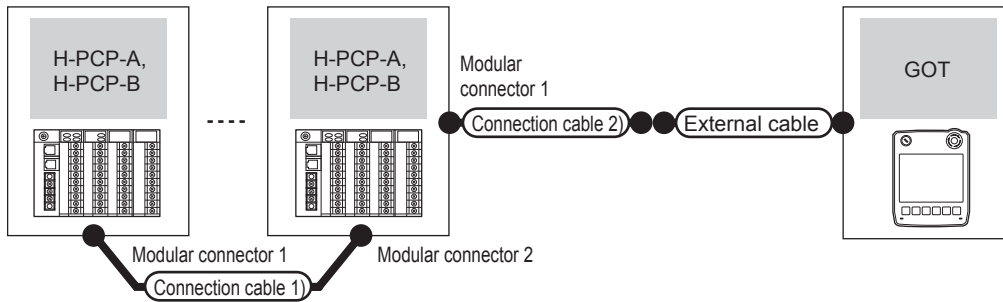 H-PCP-A,
H-PCP-B
H-PCP-A,
H-PCP-B
Modular
connector 1
Connection cable 2)
External cable
GOT
Modular connector 1
Modular connector 2
Connection cable 1)